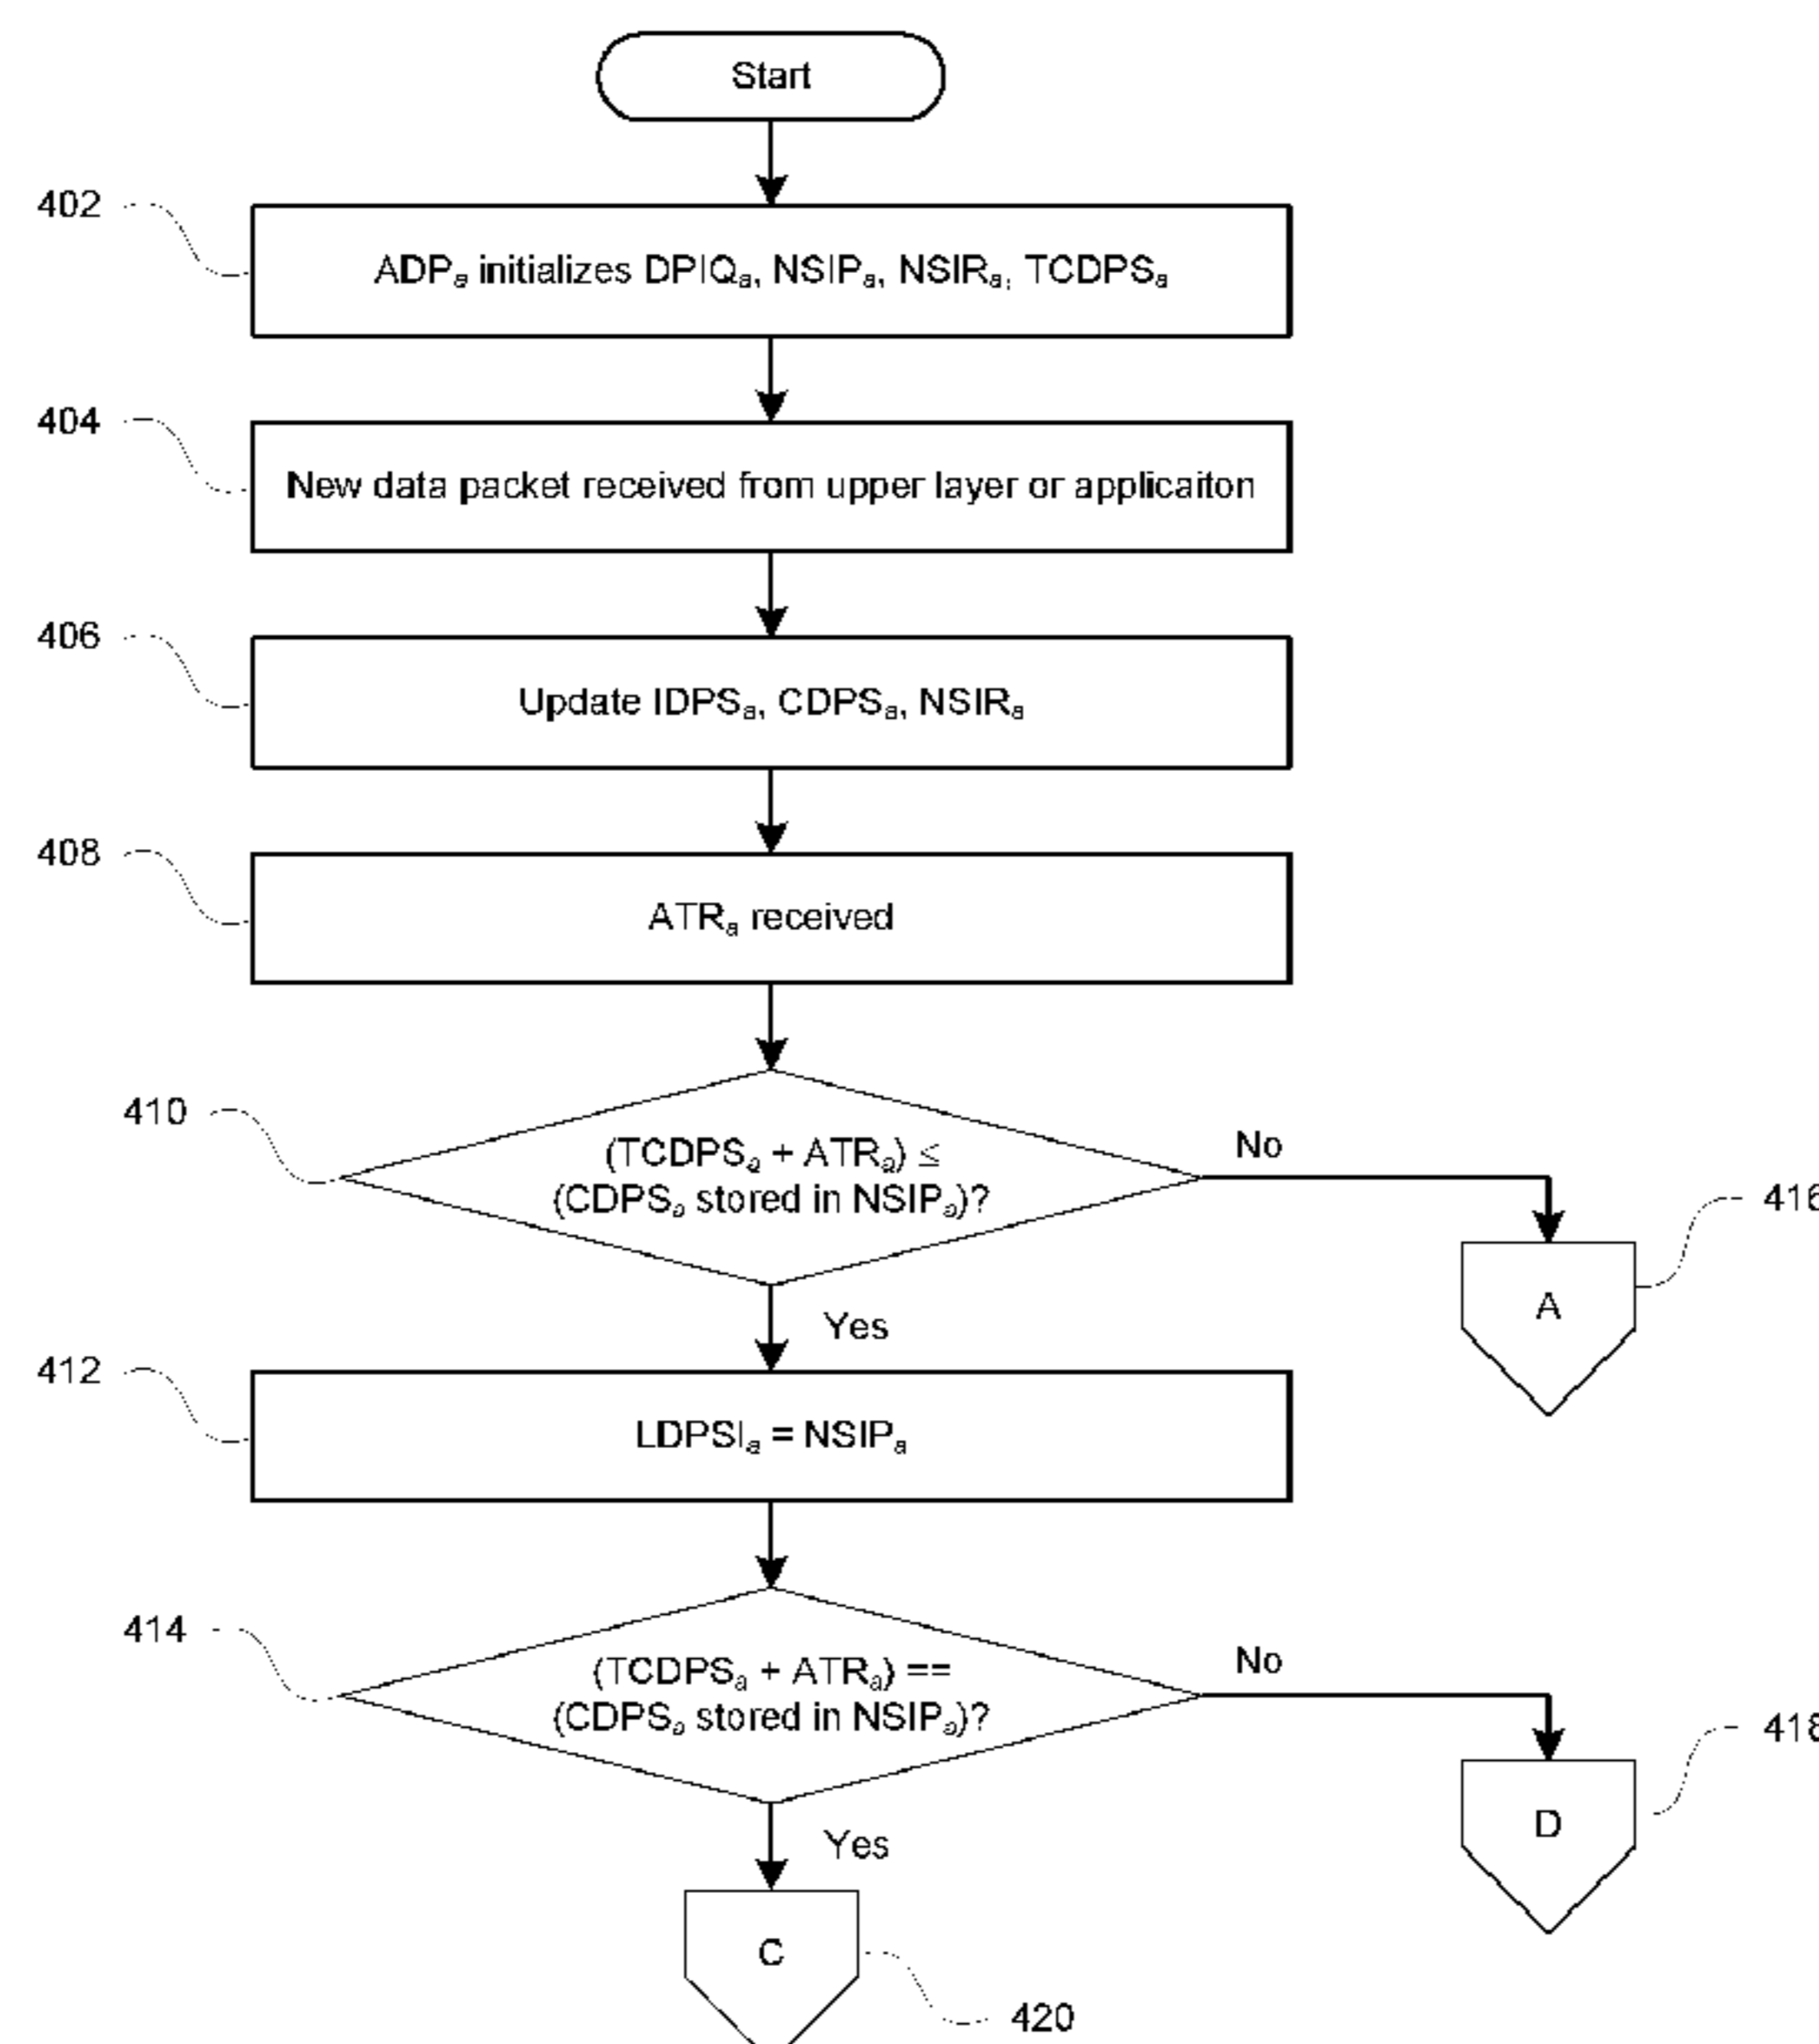 Start
402
ADPa initializes DPIQa, NSIPa, NSIRa, TCDPSa
404
New data packet received from upper layer or applicaiton
406
Update IDPSa, CDPSa, NSIRa
408
ATRa received
410
(TCDPSa + ATRa) ≤
(CDPSa stored in NSIPa)?
No
416
A
Yes
412
LDPSIa = NSIPa
414
(TCDPSa + ATRa) ==
(CDPSa stored in NSIPa)?
No
418
D
Yes
C
420